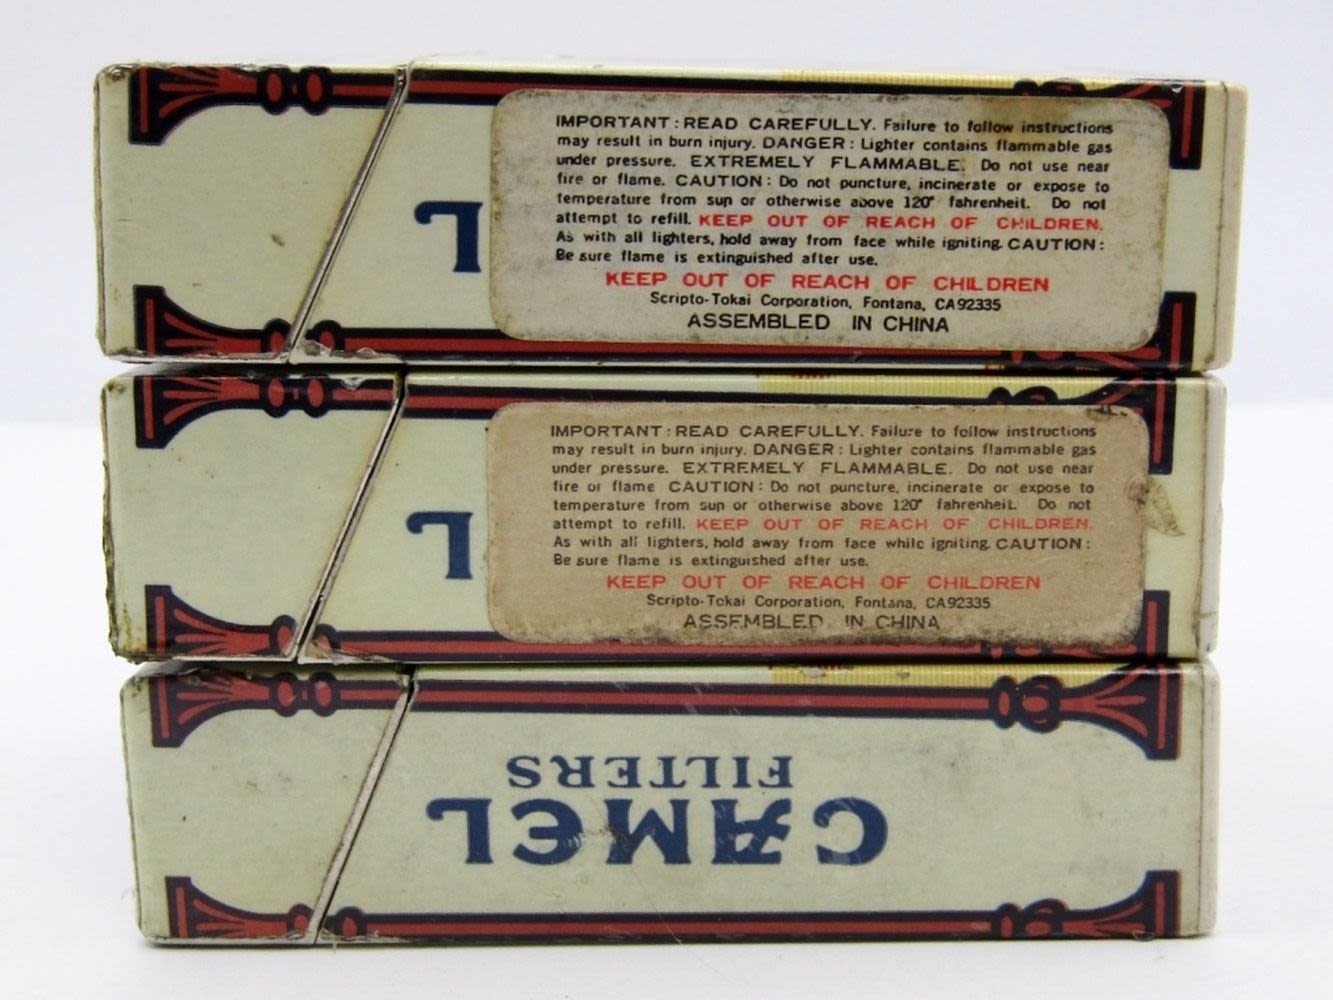 IMPORTANT : READ CAREFULLY. Failure to follow instructions
may result in burn injury. DANGER : Lighter contains flammable gas
under pressure. EXTREMELY FLAMMABLE. Do not use near
fire or flame. CAUTION : Do not puncture, incinerate or expose to
temperature from sun or otherwise above 120° fahrenheit. Do not
attempt to refill. KEEP OUT OF REACH OF CHILDREN.
As with all lighters, hold away from face while igniting. CAUTION :
Be sure flame is extinguished after use.
KEEP OUT OF REACH OF CHILDREN
Scripto-Tokai Corporation, Fontana, CA92335
ASSEMBLED IN CHINA
L
IMPORTANT : READ CAREFULLY. Failure to follow instructions
may result in burn injury. DANGER : Lighter contains flammable gas
under pressure. EXTREMELY FLAMMABLE. Do not use near
fire or flame CAUTION : Do not puncture, incinerate or expose to
temperature from sun or otherwise above 120° fahrenheit. Do not
attempt to refill. KEEP OUT OF REACH OF CHILDREN.
As with all lighters, hold away from face while igniting. CAUTION :
Be sure flame is extinguished after use.
KEEP OUT OF REACH OF CHILDREN
Scripto-Tokai Corporation, Fontana, CA92335
ASSEMBLED IN CHINA
L
CAMEL
FILTERS